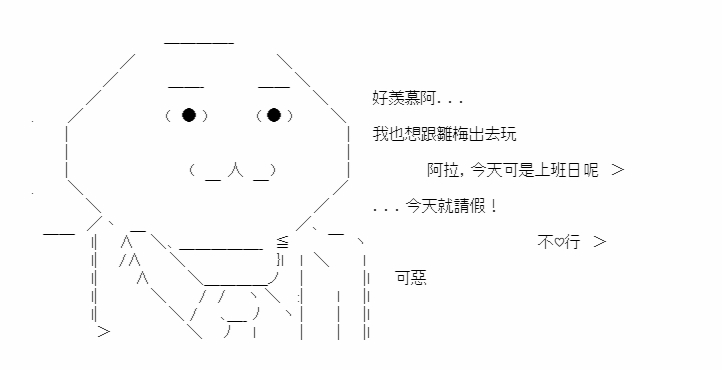 好羨慕阿...
我也想跟雛梅出去玩
阿拉, 今天可是上班日呢 ＞
... 今天就請假！
不♡行 ＞
可惡